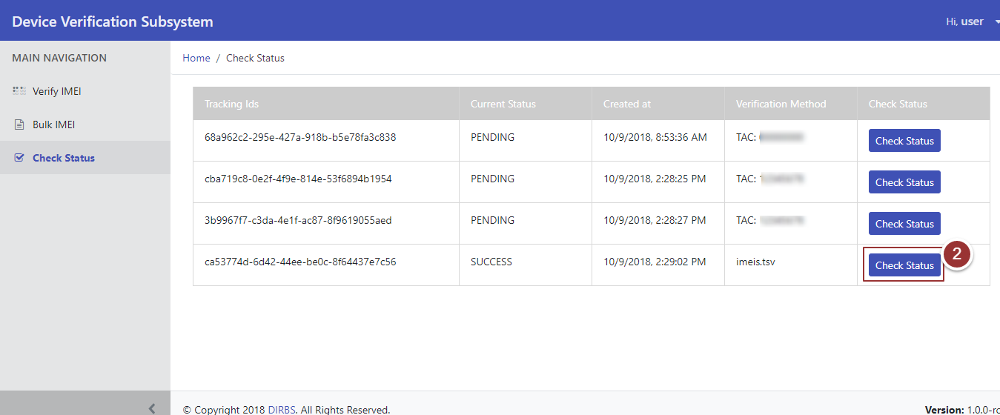 Device Verification Subsystem
Hi, user
MAIN NAVIGATION
Verify IMEI
Bulk IMEI
Check Status
Home / Check Status
Tracking Ids Current Status Created at Verification Method Check Status
68a962c2-295e-427a-918b-b5e78fa3c838 PENDING 10/9/2018, 8:53:36 AM TAC: Check Status
cba719c8-0e2f-4f9e-814e-53f6894b1954 PENDING 10/9/2018, 2:28:25 PM TAC: Check Status
3b9967f7-c3da-4e1f-ac87-8f9619055aed PENDING 10/9/2018, 2:28:27 PM TAC: Check Status
ca53774d-6d42-44ee-be0c-8f64437e7c56 SUCCESS 10/9/2018, 2:29:02 PM imeis.tsv Check Status
2
© Copyright 2018 DIRBS. All Rights Reserved.
Version: 1.0.0-rc